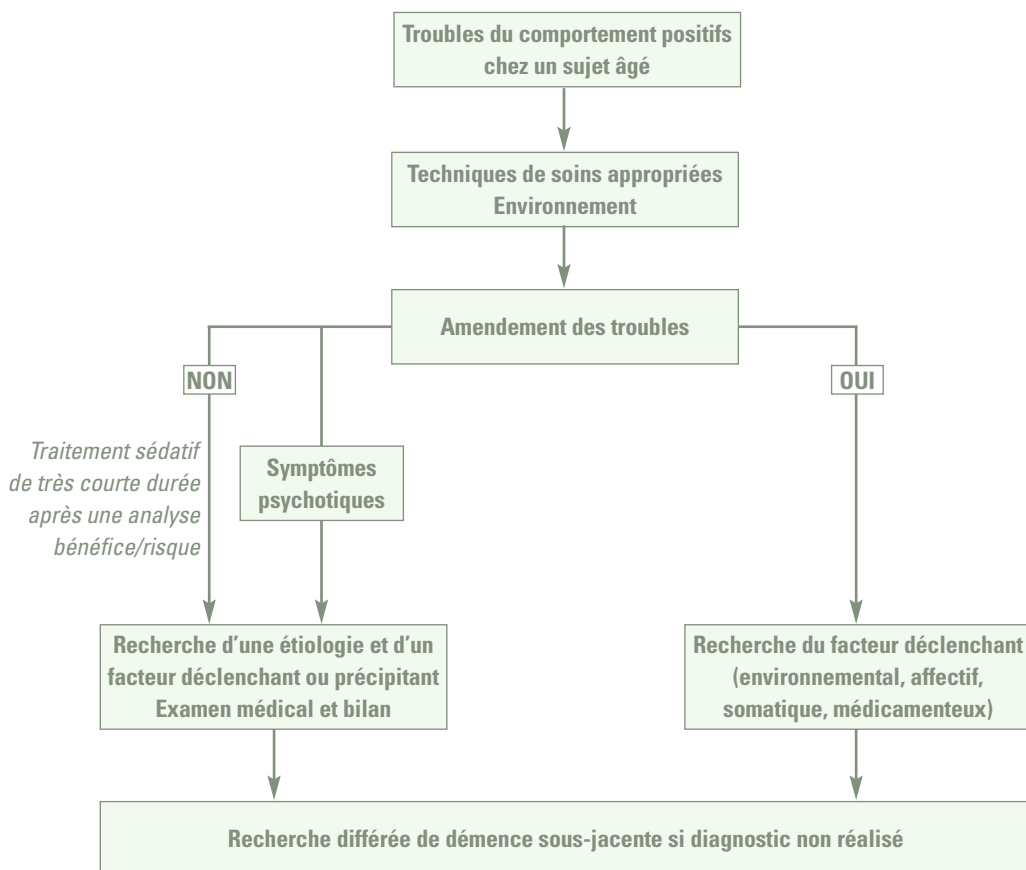 Troubles du comportement positifs
chez un sujet âgé
Techniques de soins appropriées
Environnement
Amendement des troubles
NON
OUI
Traitement sédatif
de très courte durée
après une analyse
bénéfice/risque
Symptômes
psychotiques
Recherche d’une étiologie et d’un
facteur déclenchant ou précipitant
Examen médical et bilan
Recherche du facteur déclenchant
(environnemental, affectif,
somatique, médicamenteux)
Recherche différée de démence sous-jacente si diagnostic non réalisé